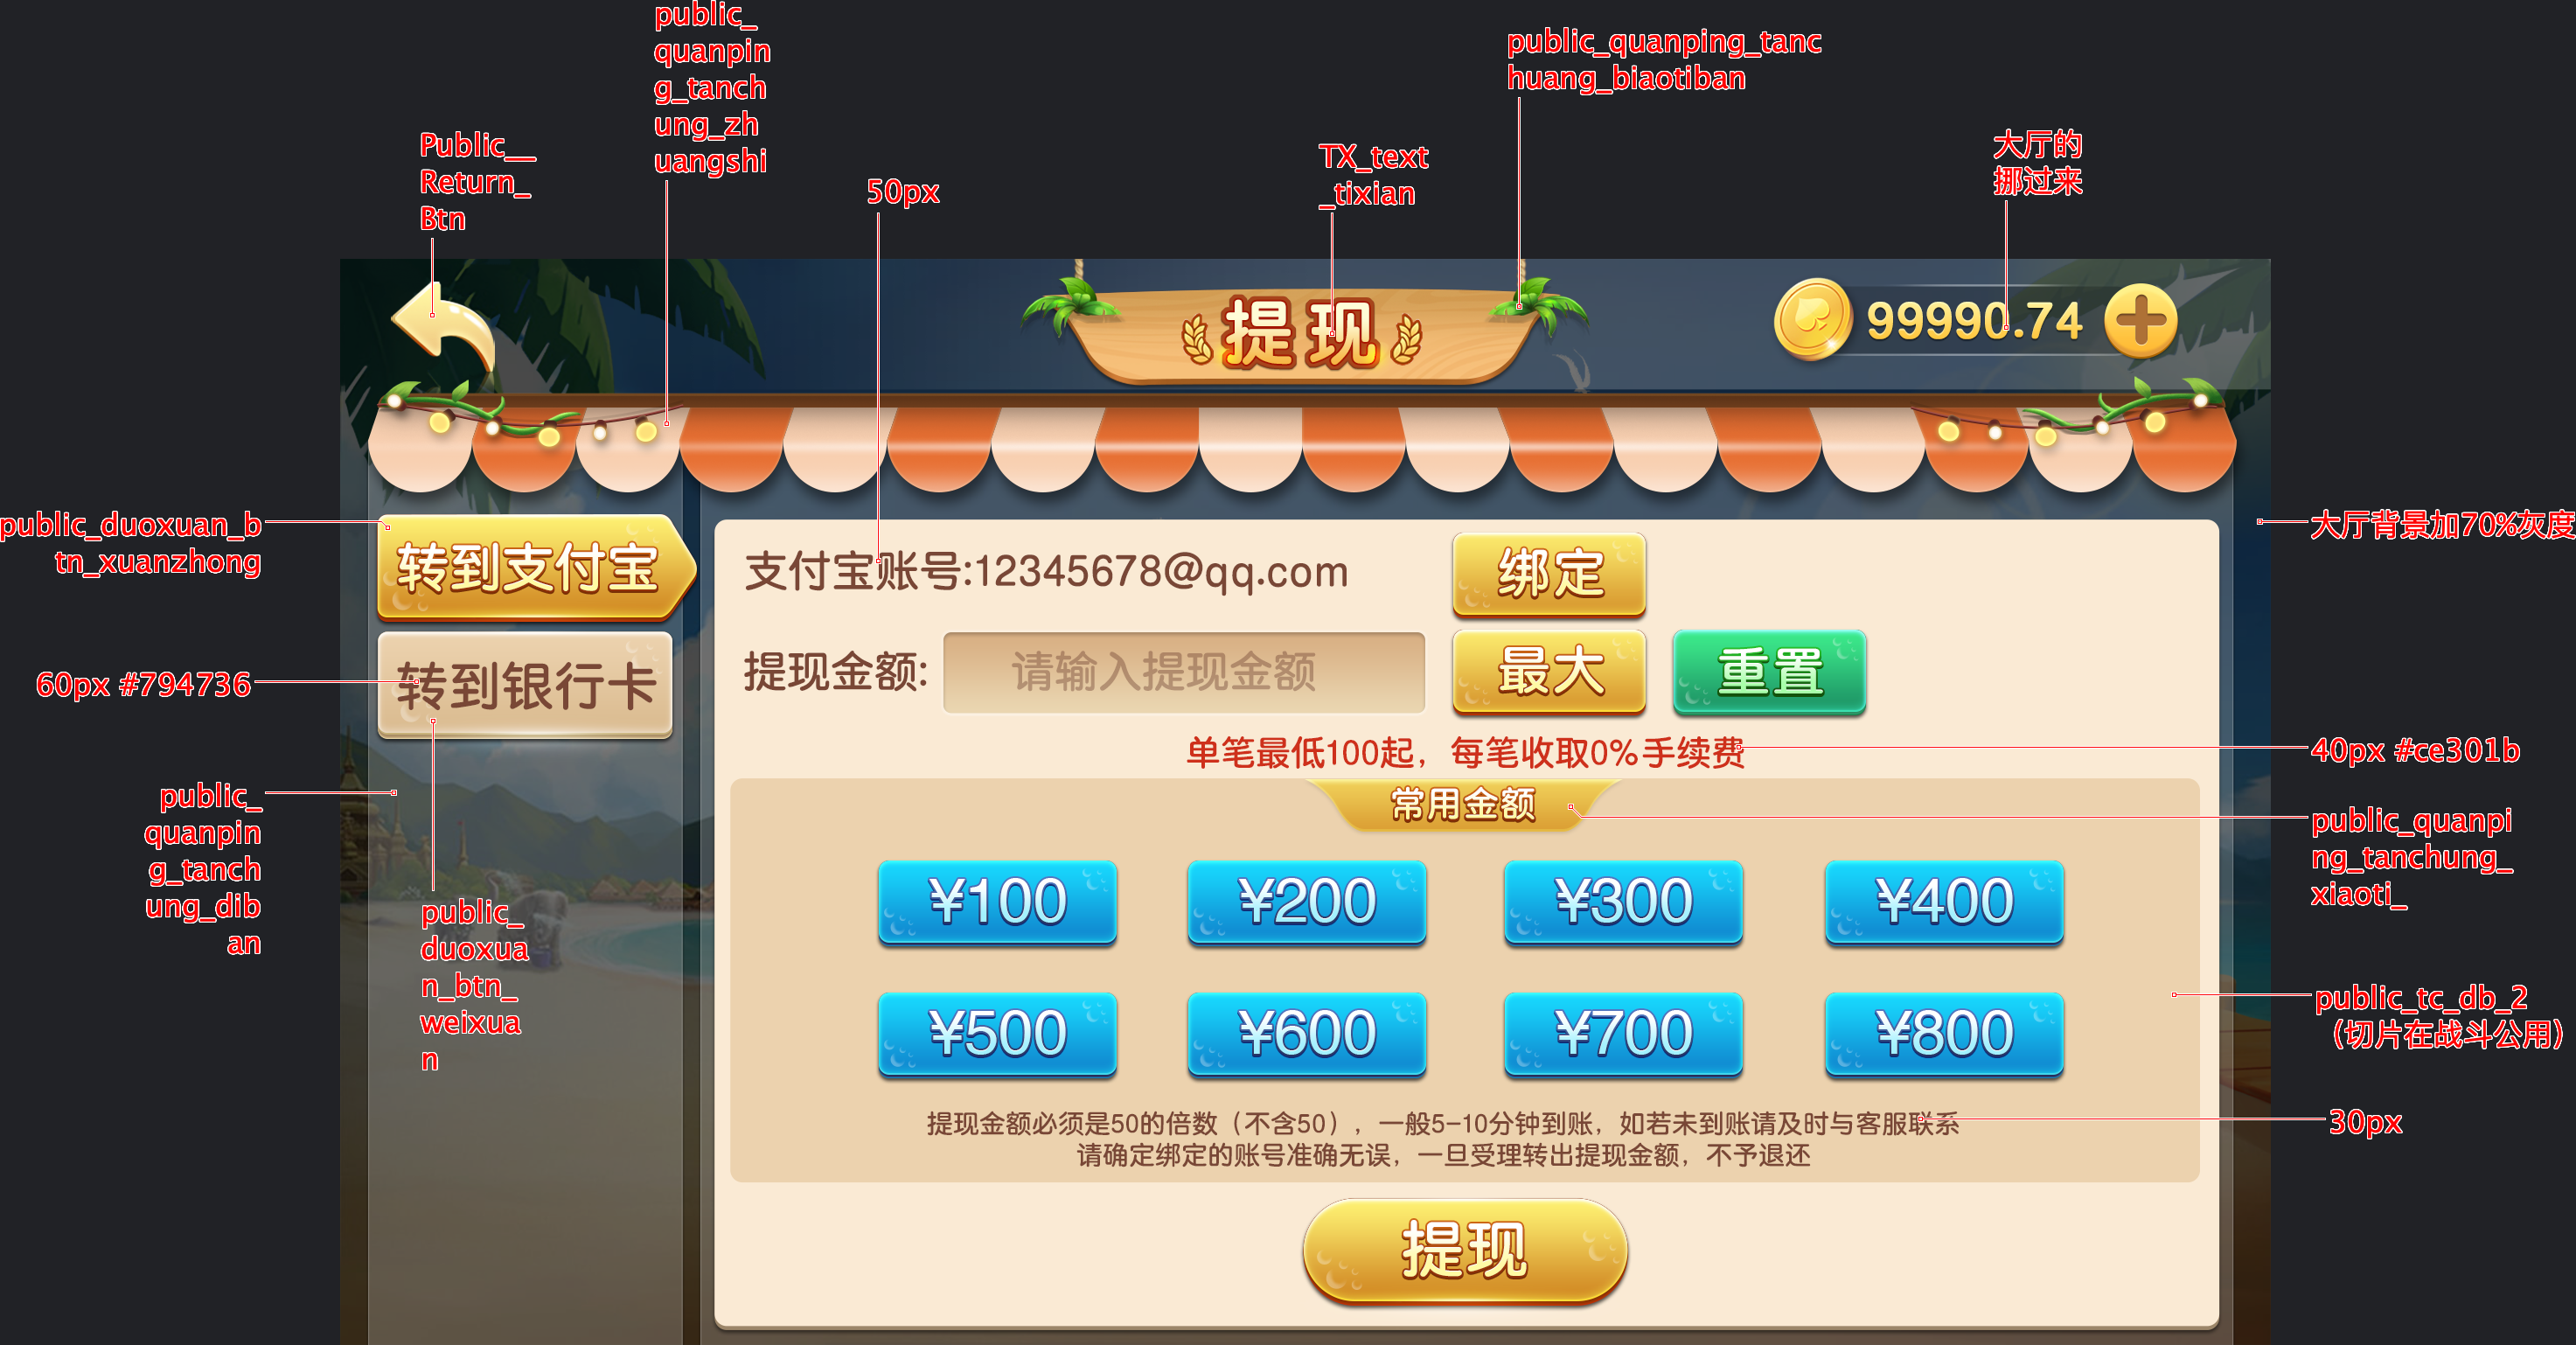 public_
quanpin
g_tanch
ung_zh
uangshi
public_quanping_tanc
huang_biaotiban
Public__
Return_
Btn
TX_text
_tixian
大厅的
挪过来
50px
提现
99990.74
public_duoxuan_b
tn_xuanzhong
大厅背景加70%灰度
转到支付宝
支付宝账号:12345678@qq.com
绑定
60px #794736
转到银行卡
提现金额:
请输入提现金额
最大
重置
单笔最低100起，每笔收取0%手续费
40px #ce301b
public_
quanpin
g_tanch
ung_dib
an
常用金额
public_quanpi
ng_tanchung_
xiaoti_
¥100
¥200
¥300
¥400
public_
duoxua
n_btn_
weixua
n
¥500
¥600
¥700
¥800
public_tc_db_2
（切片在战斗公用）
提现金额必须是50的倍数（不含50），一般5-10分钟到账，如若未到账请及时与客服联系
请确定绑定的账号准确无误，一旦受理转出提现金额，不予退还
30px
提现